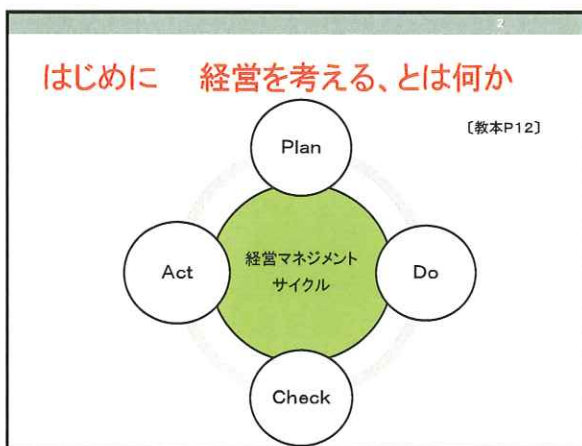 2
はじめに　経営を考える、とは何か
〔教本P12〕
Plan
経営マネジメント
サイクル
Act
Do
Check